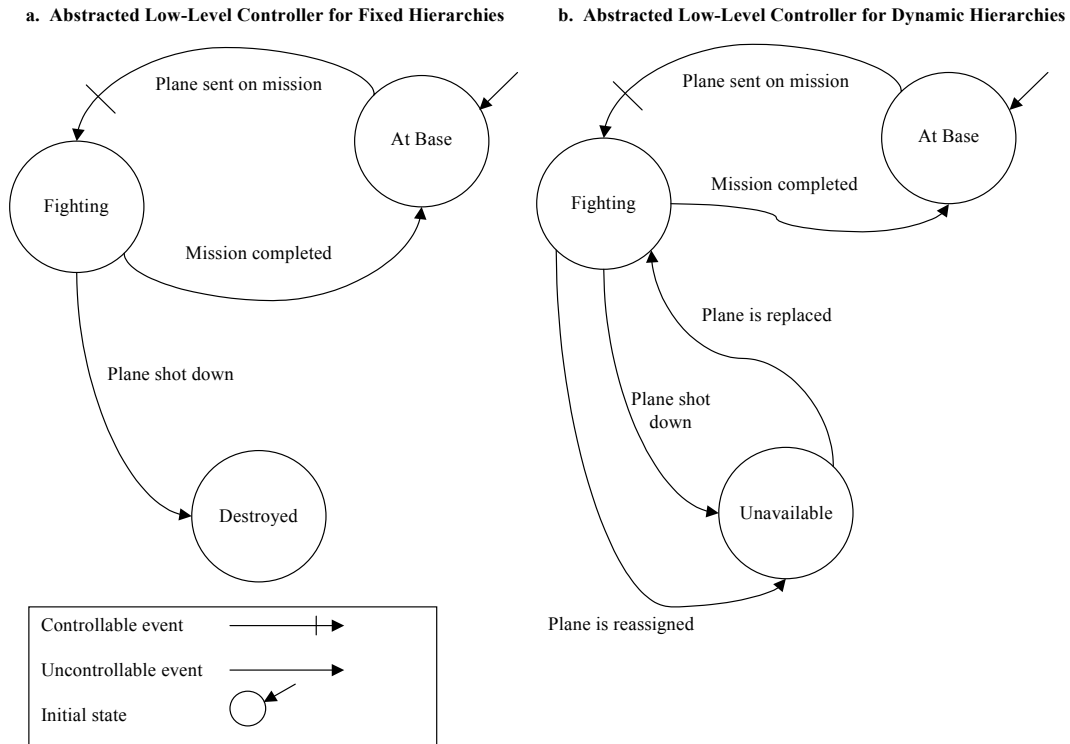 a. Abstracted Low-Level Controller for Fixed Hierarchies
Plane sent on mission
At Base
Fighting
Mission completed
Plane shot down
Destroyed
Controllable event
Uncontrollable event
Initial state
b. Abstracted Low-Level Controller for Dynamic Hierarchies
Plane sent on mission
At Base
Mission completed
Fighting
Plane is replaced
Plane shot
down
Unavailable
Plane is reassigned